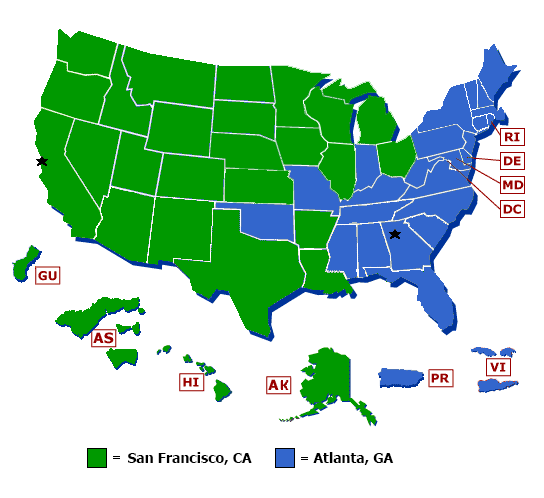 RI
DE
MD
DC
GU
AS
HI
AK
PR
VI
= San Francisco, CA
= Atlanta, GA